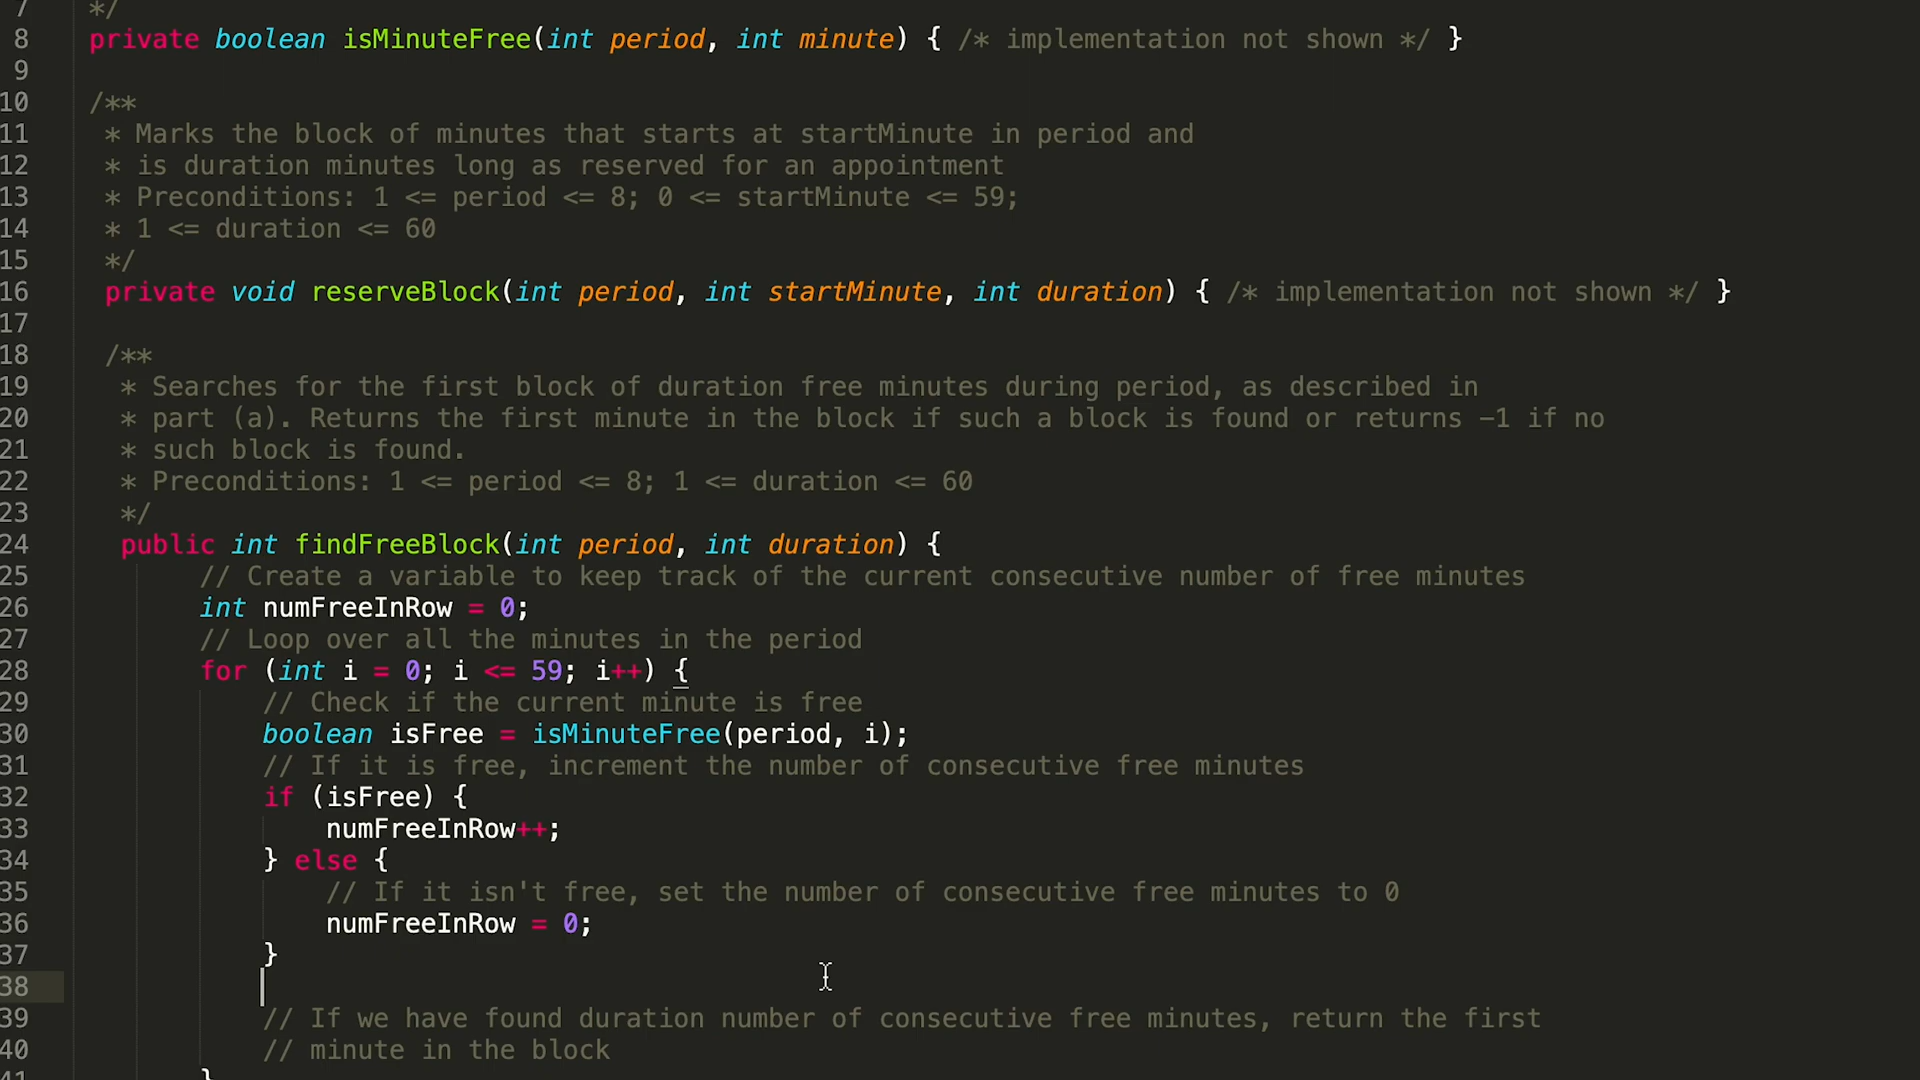 7 */
8 private boolean isMinuteFree(int period, int minute) { /* implementation not shown */ }
9
10 /**
11 * Marks the block of minutes that starts at startMinute in period and
12 * is duration minutes long as reserved for an appointment
13 * Preconditions: 1 <= period <= 8; 0 <= startMinute <= 59;
14 * 1 <= duration <= 60
15 */
16 private void reserveBlock(int period, int startMinute, int duration) { /* implementation not shown */ }
17
18 /**
19 * Searches for the first block of duration free minutes during period, as described in
20 * part (a). Returns the first minute in the block if such a block is found or returns -1 if no
21 * such block is found.
22 * Preconditions: 1 <= period <= 8; 1 <= duration <= 60
23 */
24 public int findFreeBlock(int period, int duration) {
25 // Create a variable to keep track of the current consecutive number of free minutes
26 int numFreeInRow = 0;
27 // Loop over all the minutes in the period
28 for (int i = 0; i <= 59; i++) {
29 // Check if the current minute is free
30 boolean isFree = isMinuteFree(period, i);
31 // If it is free, increment the number of consecutive free minutes
32 if (isFree) {
33 numFreeInRow++;
34 } else {
35 // If it isn't free, set the number of consecutive free minutes to 0
36 numFreeInRow = 0;
37 }
38
39 // If we have found duration number of consecutive free minutes, return the first
40 // minute in the block
41 }